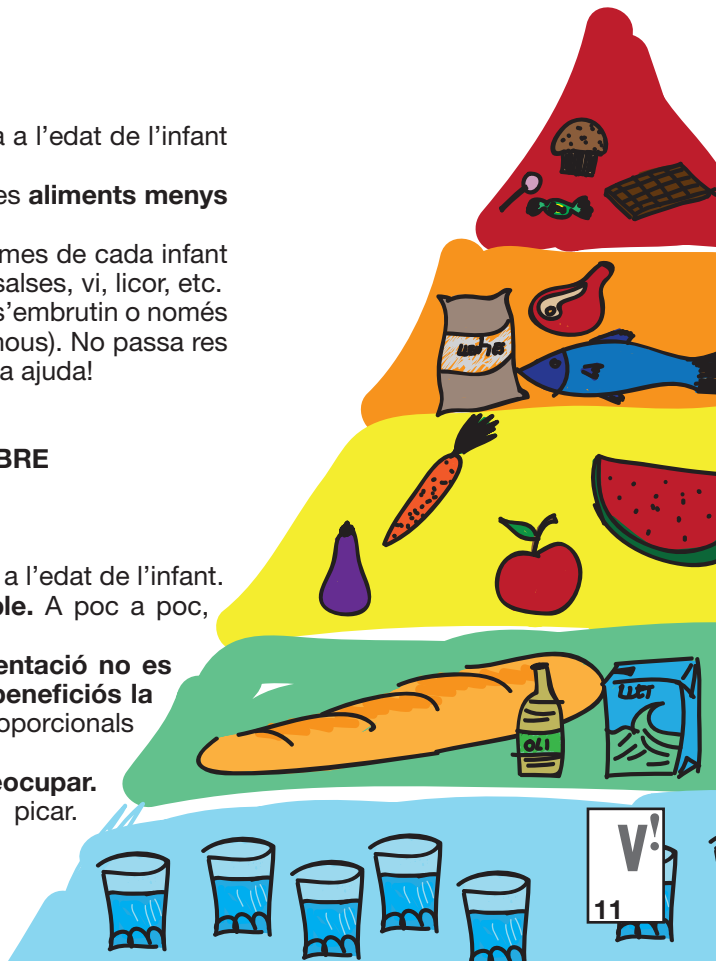 a l’edat de l’infant
es aliments menys
mes de cada infant
salses, vi, licor, etc.
s’embrutin o només
nous). No passa res
a ajuda!
BRE
a l’edat de l’infant.
ple. A poc a poc,
entació no es
beneficiós la
oporcionals
eocupar.
picar.
LLET
OLI
V!
11